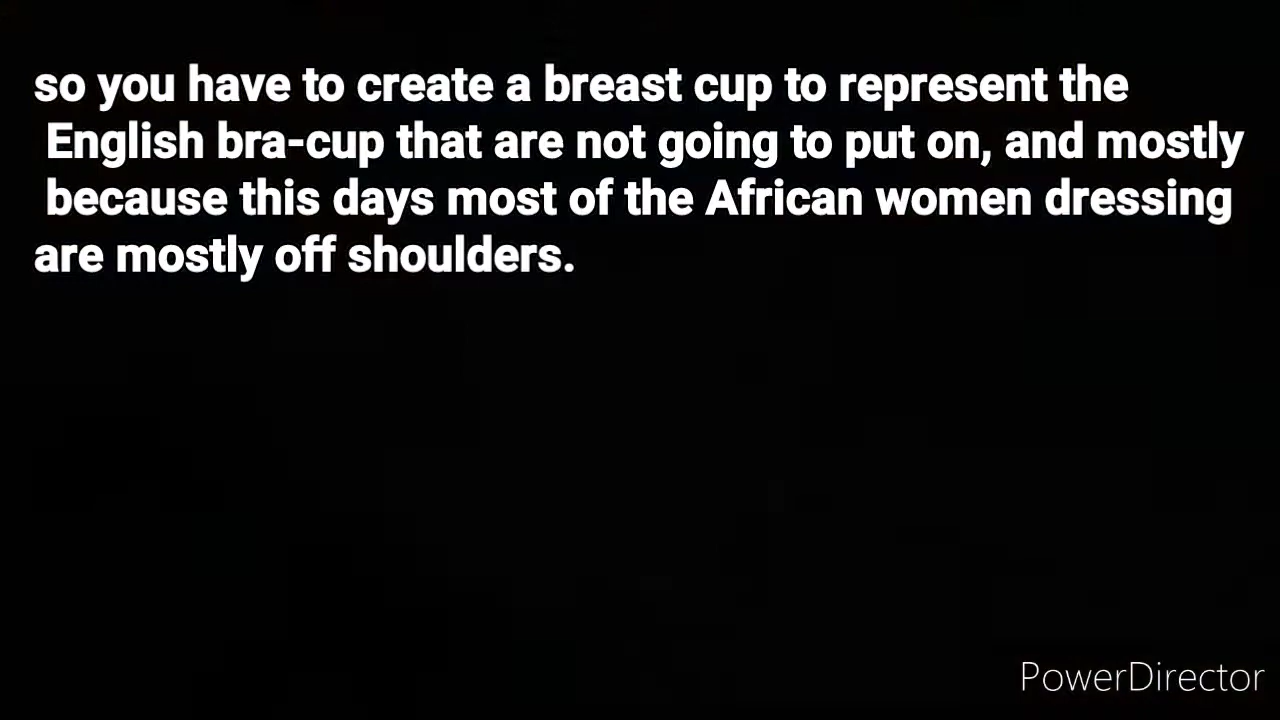 so you have to create a breast cup to represent the
English bra-cup that are not going to put on, and mostly
because this days most of the African women dressing
are mostly off shoulders.
PowerDirector